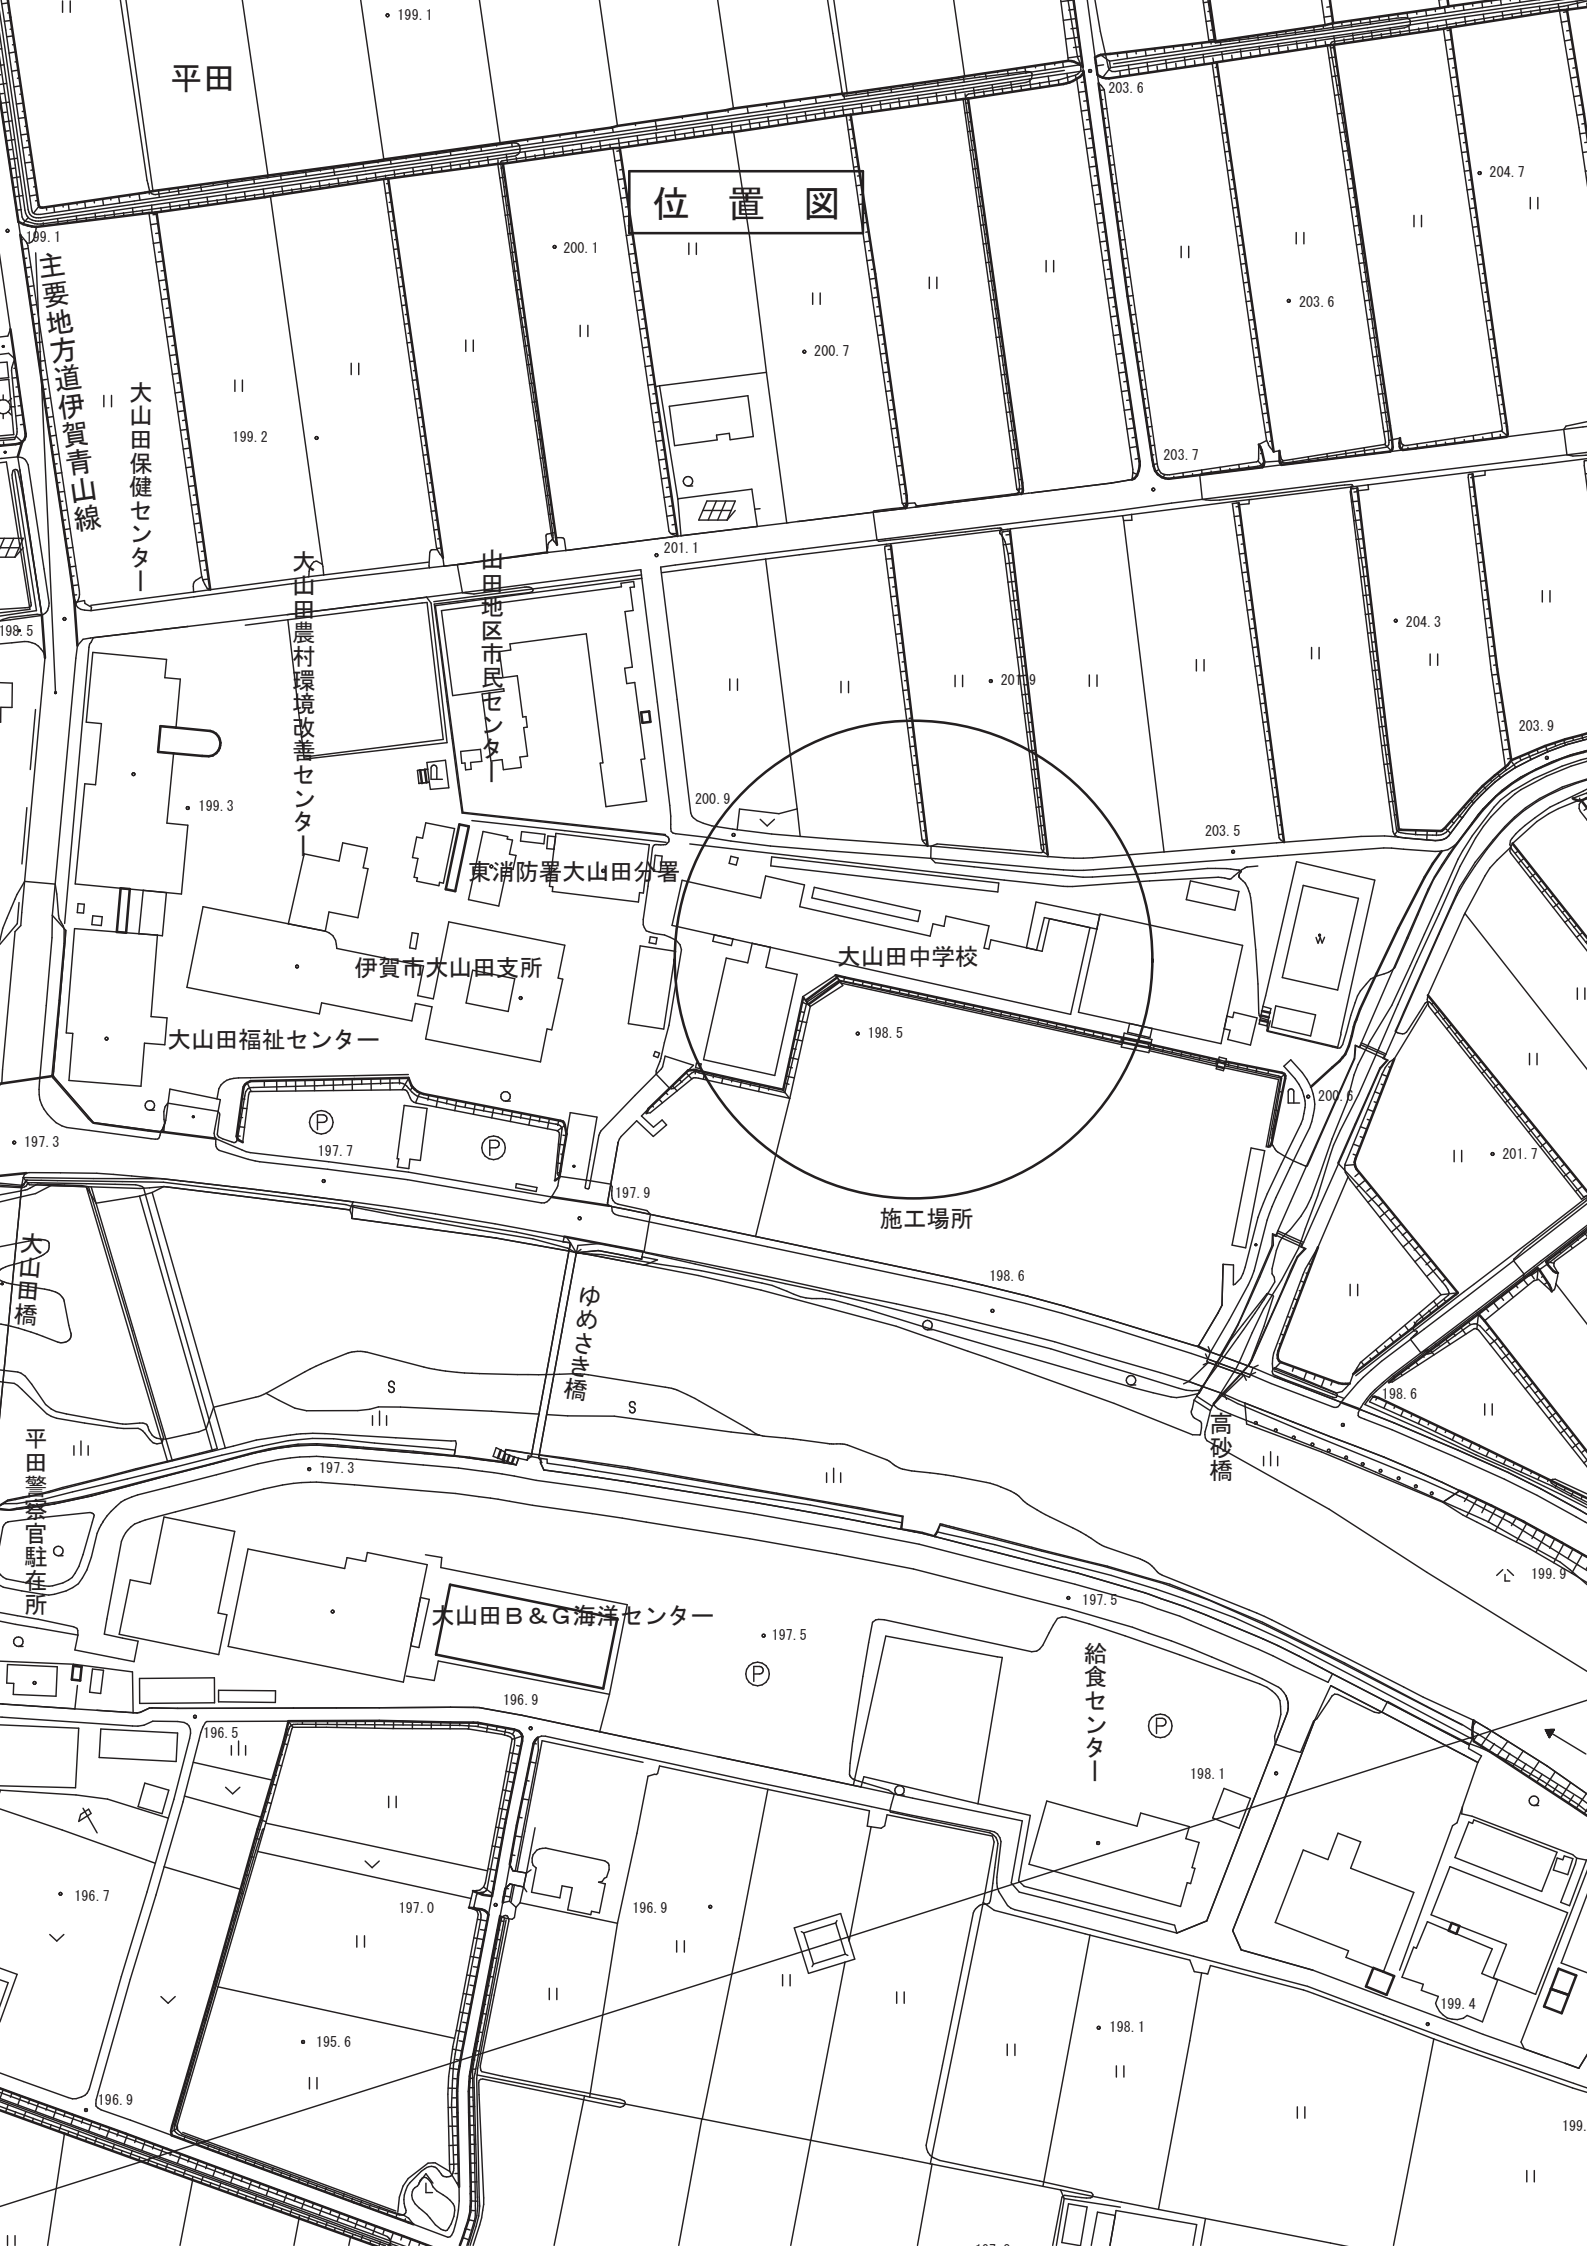 199.1
平田
203.6
204.7
位置図
199.1
200.1
主要地方道伊賀青山線
203.6
200.7
大山田保健センター
199.2
203.7
201.1
大山田農村環境改善センター
山田地区市民センター
198.5
204.3
201.9
203.9
P
199.3
200.9
203.5
東消防署大山田分署
W
大山田中学校
伊賀市大山田支所
198.5
大山田福祉センター
P
200.6
P
197.3
197.7
P
201.7
197.9
施工場所
大山田橋
198.6
ゆめさき橋
S
S
198.6
高砂橋
平田警察官駐在所
197.3
199.9
197.5
大山田B&G海洋センター
197.5
給食センター
P
196.9
P
196.5
198.1
196.7
197.0
196.9
199.4
198.1
195.6
196.9
199.